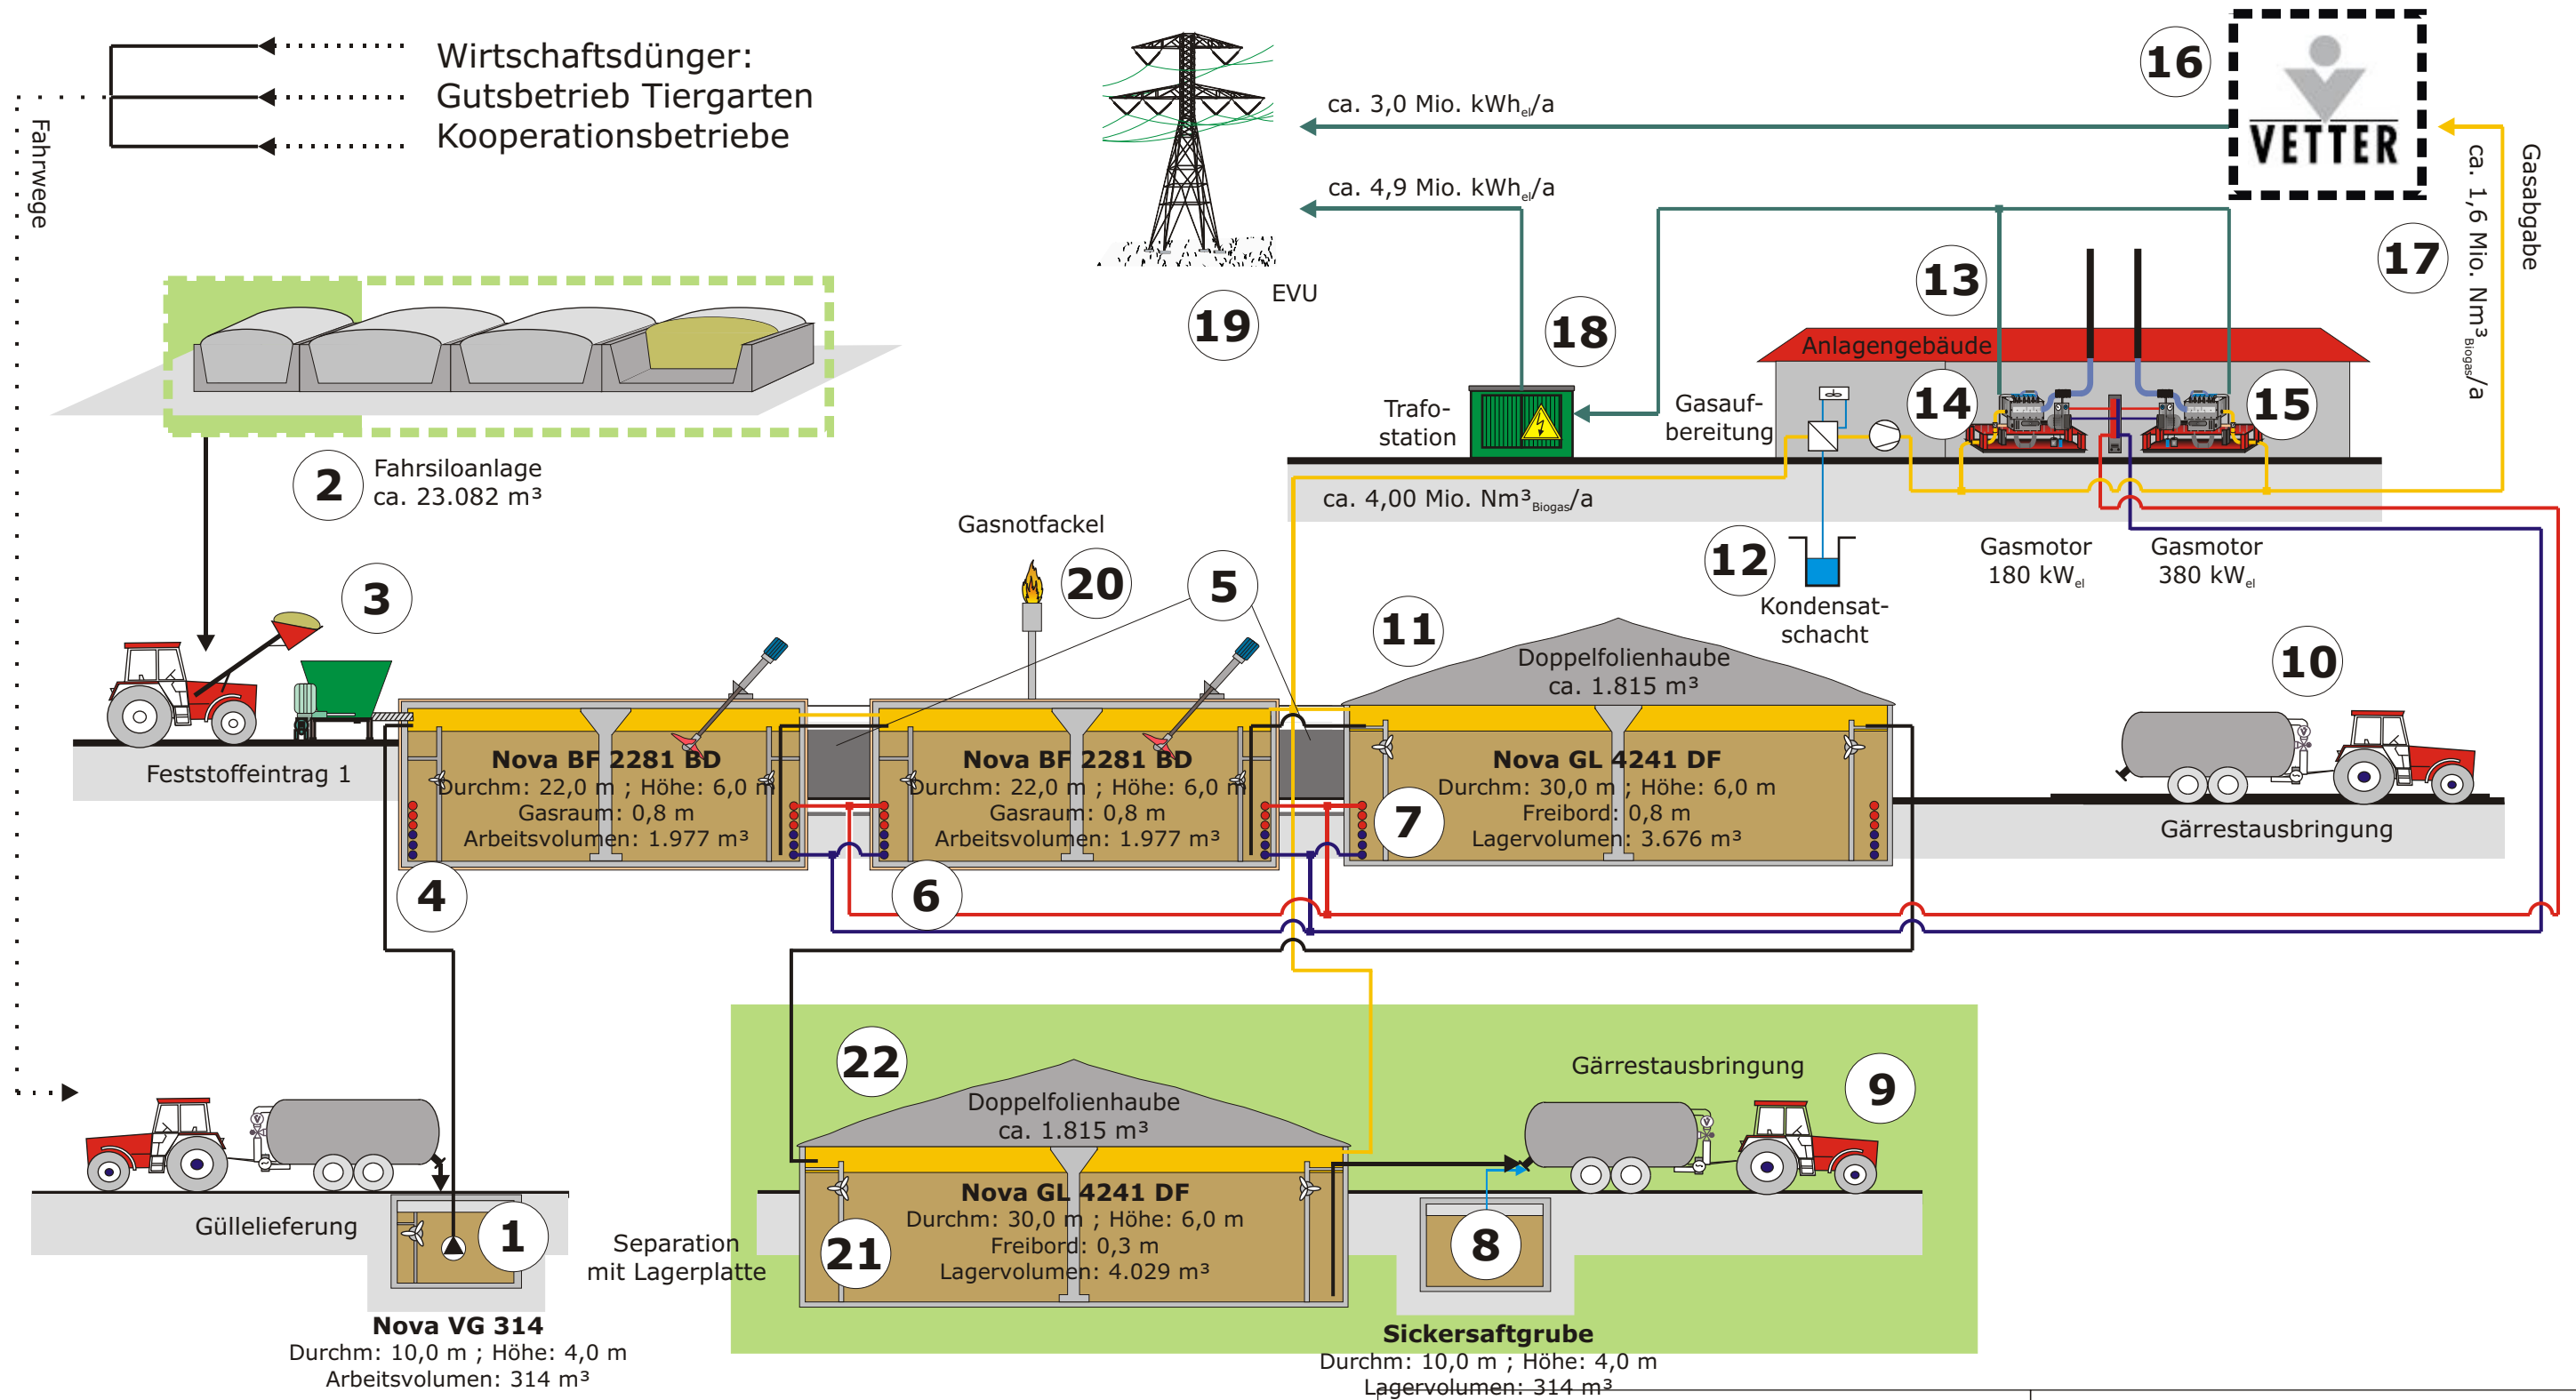 Wirtschaftsdünger:
Gutsbetrieb Tiergarten
Kooperationsbetriebe
Fahrwege
ca. 3,0 Mio. kWhel/a
ca. 4,9 Mio. kWhel/a
16
VETTER
17
ca. 1,6 Mio. Nm³Biogas/a
Gasabgabe
19
EVU
18
13
Anlagengebäude
14
15
Trafo-
station
Gasauf-
bereitung
ca. 4,00 Mio. Nm³Biogas/a
2
Fahrsiloanlage
ca. 23.082 m³
12
Kondensat-
schacht
Gasmotor
180 kWel
Gasmotor
380 kWel
Gasnotfackel
20
5
3
11
Doppelfolienhaube
ca. 1.815 m³
10
Feststoffeintrag 1
Nova BF 2281 BD
Durchm: 22,0 m ; Höhe: 6,0 m
Gasraum: 0,8 m
Arbeitsvolumen: 1.977 m³
4
Nova BF 2281 BD
Durchm: 22,0 m ; Höhe: 6,0 m
Gasraum: 0,8 m
Arbeitsvolumen: 1.977 m³
6
7
Nova GL 4241 DF
Durchm: 30,0 m ; Höhe: 6,0 m
Freibord: 0,8 m
Lagervolumen: 3.676 m³
Gärrestausbringung
22
Doppelfolienhaube
ca. 1.815 m³
Gärrestausbringung
9
Güllelieferung
1
Separation
mit Lagerplatte
21
Nova GL 4241 DF
Durchm: 30,0 m ; Höhe: 6,0 m
Freibord: 0,3 m
Lagervolumen: 4.029 m³
8
Nova VG 314
Durchm: 10,0 m ; Höhe: 4,0 m
Arbeitsvolumen: 314 m³
Sickersaftgrube
Durchm: 10,0 m ; Höhe: 4,0 m
Lagervolumen: 314 m³